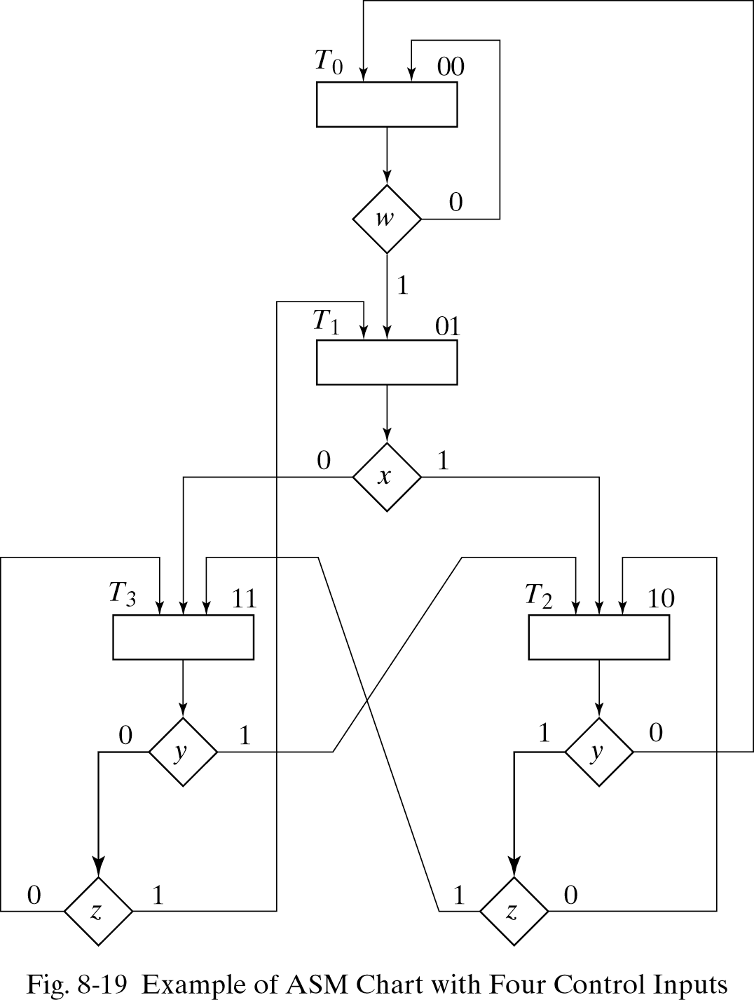 T0
00
w
0
1
T1
01
0
x
1
T3
11
T2
10
0
y
1
1
y
0
0
z
1
1
z
0
Fig. 8-19 Example of ASM Chart with Four Control Inputs